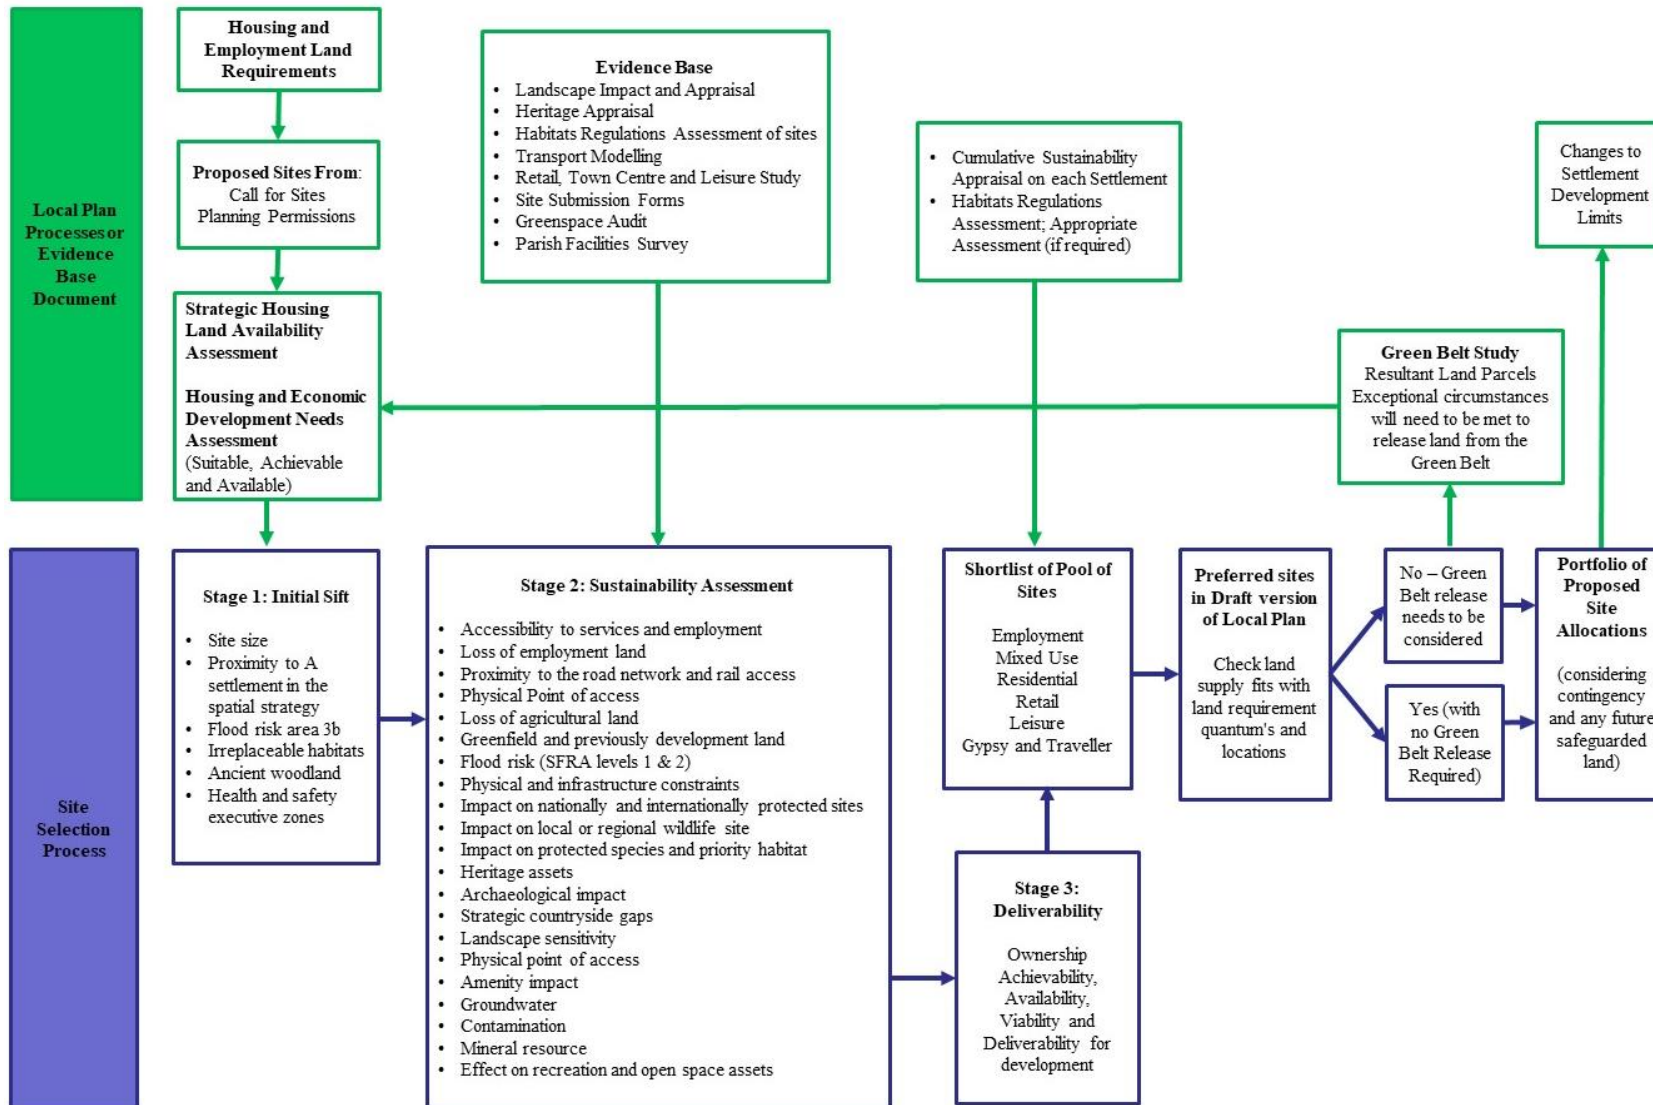 Local Plan
Processes or
Evidence
Base
Document
Housing and
Employment Land
Requirements
Proposed Sites From:
Call for Sites
Planning Permissions
Strategic Housing
Land Availability
Assessment
Housing and Economic
Development Needs
Assessment
(Suitable, Achievable
and Available)
Evidence Base
• Landscape Impact and Appraisal
• Heritage Appraisal
• Habitats Regulations Assessment of sites
• Transport Modelling
• Retail, Town Centre and Leisure Study
• Site Submission Forms
• Greenspace Audit
• Parish Facilities Survey
• Cumulative Sustainability
Appraisal on each Settlement
• Habitats Regulations
Assessment; Appropriate
Assessment (if required)
Green Belt Study
Resultant Land Parcels
Exceptional circumstances
will need to be met to
release land from the
Green Belt
Changes to
Settlement
Development
Limits
Site
Selection
Process
Stage 1: Initial Sift
• Site size
• Proximity to A
settlement in the
spatial strategy
• Flood risk area 3b
• Irreplaceable habitats
• Ancient woodland
• Health and safety
executive zones
Stage 2: Sustainability Assessment
• Accessibility to services and employment
• Loss of employment land
• Proximity to the road network and rail access
• Physical Point of access
• Loss of agricultural land
• Greenfield and previously development land
• Flood risk (SFRA levels 1 & 2)
• Physical and infrastructure constraints
• Impact on nationally and internationally protected sites
• Impact on local or regional wildlife site
• Impact on protected species and priority habitat
• Heritage assets
• Archaeological impact
• Strategic countryside gaps
• Landscape sensitivity
• Physical point of access
• Amenity impact
• Groundwater
• Contamination
• Mineral resource
• Effect on recreation and open space assets
Stage 3:
Deliverability
Ownership
Achievability,
Availability,
Viability and
Deliverability for
development
Shortlist of Pool of
Sites
Employment
Mixed Use
Residential
Retail
Leisure
Gypsy and Traveller
Preferred sites
in Draft version
of Local Plan
Check land
supply fits with
land requirement
quantum's and
locations
No – Green
Belt release
needs to be
considered
Yes (with
no Green
Belt Release
Required)
Portfolio of
Proposed
Site
Allocations
(considering
contingency
and any future
safeguarded
land)